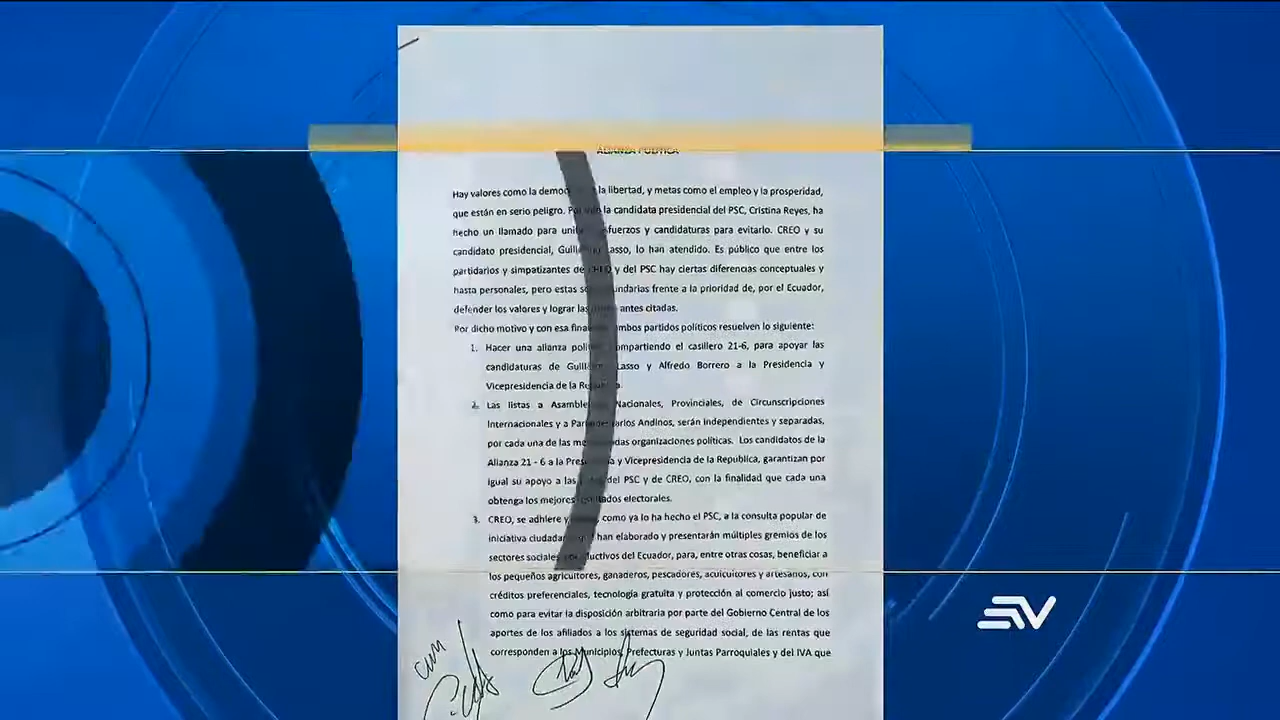 ALIANZA POLÍTICA
Hay valores como la la libertad, y metas como el empleo y la prosperidad,
que están en serio peligro. la candidata presidencial del PSC, Cristina Reyes, ha
hecho un llamado para candidaturas para evitarlo. CREO y su
candidato presidencial, Lasso, lo han atendido. Es público que entre los
partidarios y simpatizantes de y del PSC hay ciertas diferencias conceptuales y
hasta personales, pero estas frente a la prioridad de, por el Ecuador,
defender los valores y lograr las antes citadas.
Por dicho motivo y con esa ambos partidos políticos resuelven lo siguiente:
1. Hacer una alianza compartiendo el casillero 21-6, para apoyar las
candidaturas de Lasso y Alfredo Borrero a la Presidencia y
Vicepresidencia de la
2. Las listas a Nacionales, Provinciales, de Circunscripciones
Internacionales y a Andinos, serán independientes y separadas,
por cada una de las organizaciones políticas. Los candidatos de la
Alianza 21 - 6 a la y Vicepresidencia de la Republica, garantizan por
igual su apoyo a las del PSC y de CREO, con la finalidad que cada una
obtenga los mejores electorales.
3. CREO, se adhiere y como ya lo ha hecho el PSC, a la consulta popular de
iniciativa han elaborado y presentarán múltiples gremios de los
sectores sociales del Ecuador, para, entre otras cosas, beneficiar a
los pequeños agricultores, ganaderos, pescadores, acuicultores y artesanos, con
créditos preferenciales, tecnología gratuita y protección al comercio justo; así
como para evitar la disposición arbitraria por parte del Gobierno Central de los
aportes de los afiliados a los sistemas de seguridad social, de las rentas que
corresponden a los Municipios, Prefecturas y Juntas Parroquiales y del IVA que